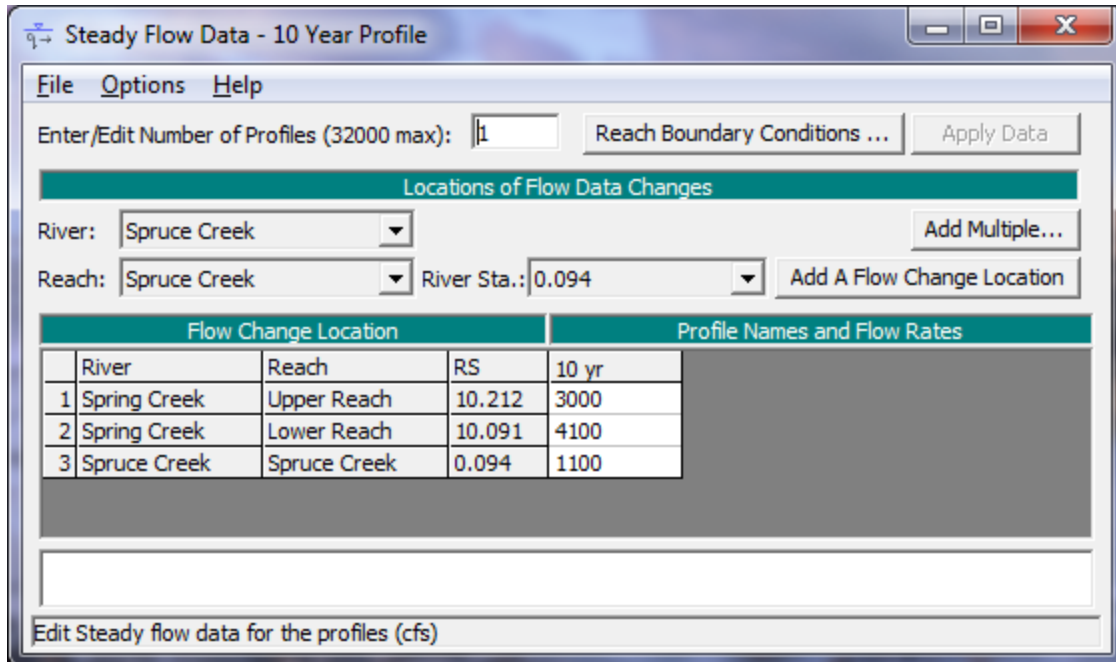 Steady Flow Data - 10 Year Profile
File Options Help
Enter/Edit Number of Profiles (32000 max): 1 Reach Boundary Conditions ... Apply Data
Locations of Flow Data Changes
River: Spruce Creek Add Multiple...
Reach: Spruce Creek River Sta.: 0.094 Add A Flow Change Location
Flow Change Location Profile Names and Flow Rates
River Reach RS 10 yr
1 Spring Creek Upper Reach 10.212 3000
2 Spring Creek Lower Reach 10.091 4100
3 Spruce Creek Spruce Creek 0.094 1100
Edit Steady flow data for the profiles (cfs)